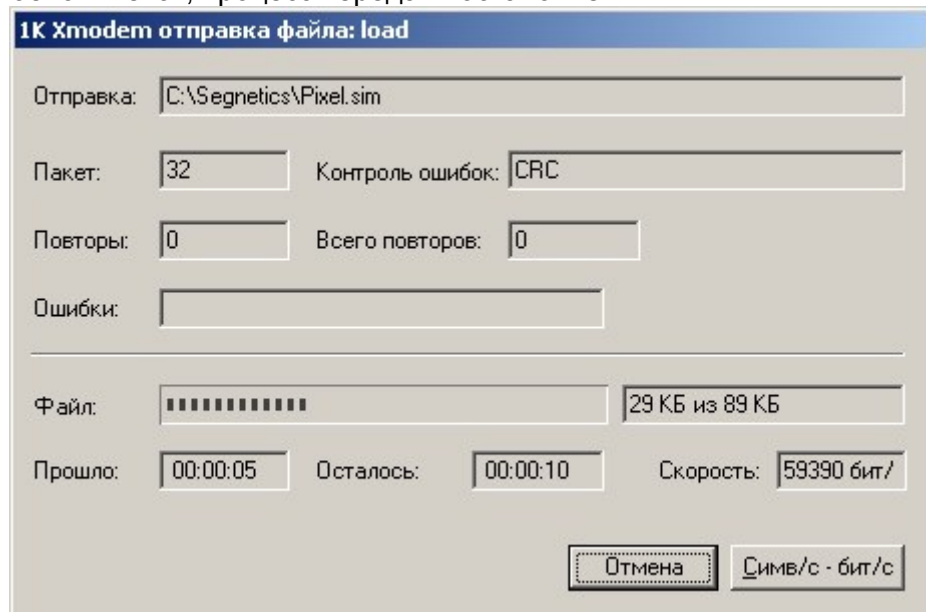 1K Xmodem отправка файла: load
Отправка: C:\Segnetics\Pixel.sim
Пакет: 32 Контроль ошибок: CRC
Повторы: 0 Всего повторов: 0
Ошибки:
Файл: 29 КБ из 89 КБ
Прошло: 00:00:05 Осталось: 00:00:10 Скорость: 59390 бит/
Отмена Симв/с - бит/с